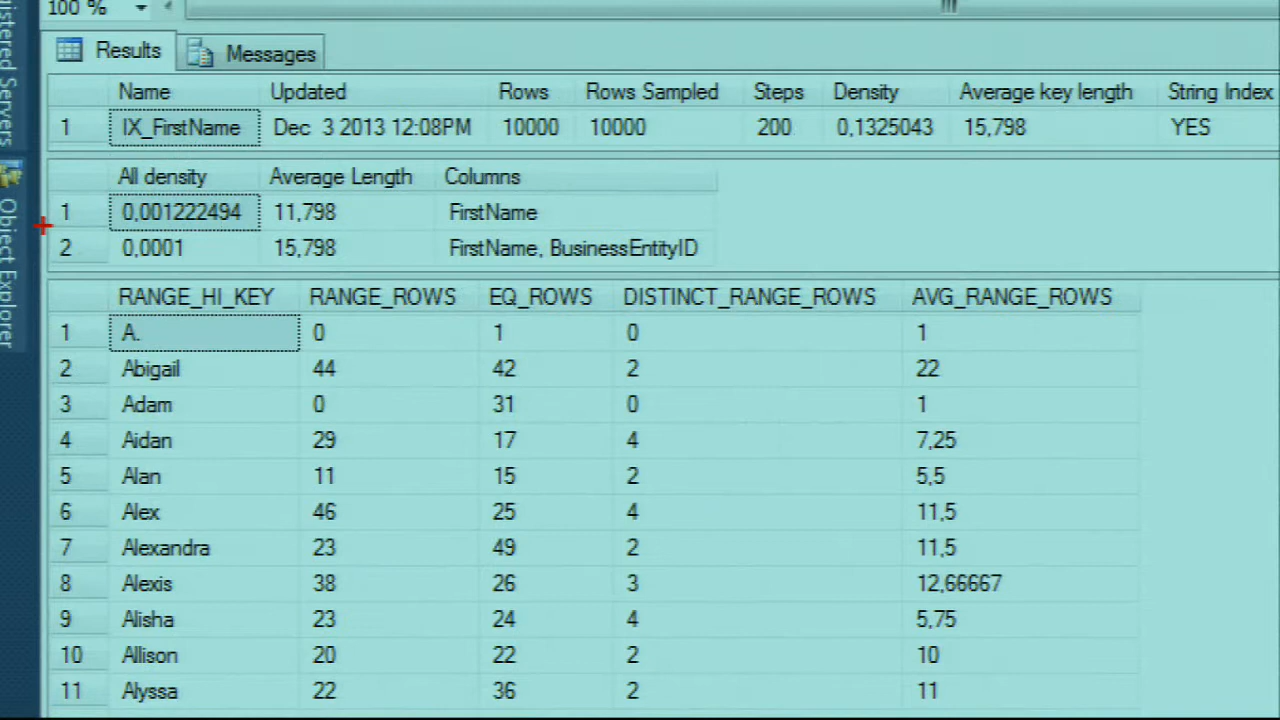 100 %
Results Messages
Name Updated Rows Rows Sampled Steps Density Average key length String Index
1 IX_FirstName Dec 3 2013 12:08PM 10000 10000 200 0,1325043 15,798 YES
All density Average Length Columns
1 0,001222494 11,798 FirstName
2 0,0001 15,798 FirstName, BusinessEntityID
RANGE_HI_KEY RANGE_ROWS EQ_ROWS DISTINCT_RANGE_ROWS AVG_RANGE_ROWS
1 A. 0 1 0 1
2 Abigail 44 42 2 22
3 Adam 0 31 0 1
4 Aidan 29 17 4 7,25
5 Alan 11 15 2 5,5
6 Alex 46 25 4 11,5
7 Alexandra 23 49 2 11,5
8 Alexis 38 26 3 12,66667
9 Alisha 23 24 4 5,75
10 Allison 20 22 2 10
11 Alyssa 22 36 2 11
istered Servers
Object Explorer